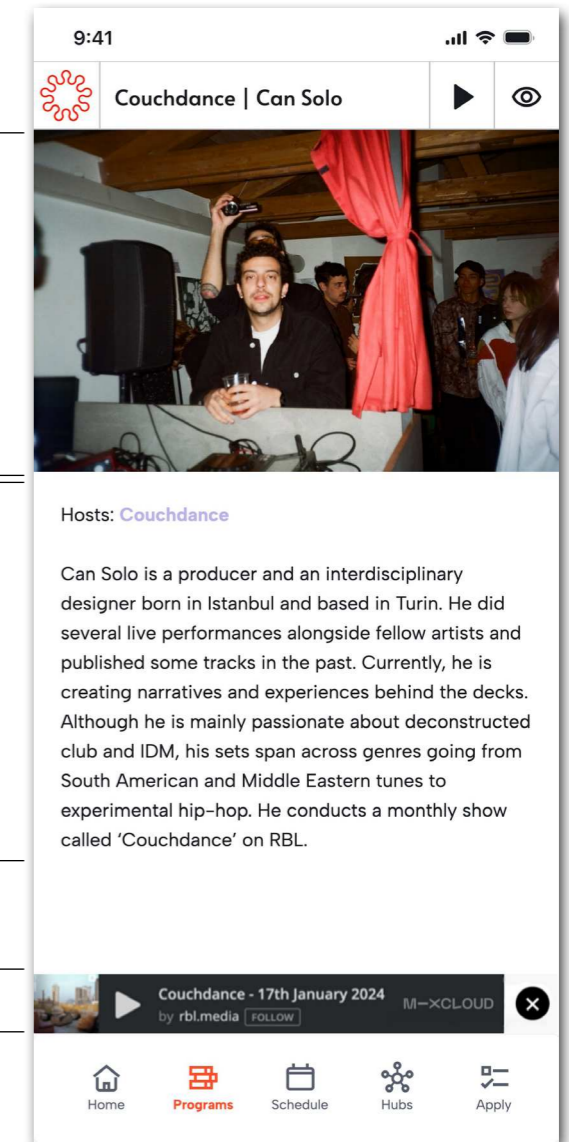 9:41
Couchdance | Can Solo
Hosts: Couchdance
Can Solo is a producer and an interdisciplinary
designer born in Istanbul and based in Turin. He did
several live performances alongside fellow artists and
published some tracks in the past. Currently, he is
creating narratives and experiences behind the decks.
Although he is mainly passionate about deconstructed
club and IDM, his sets span across genres going from
South American and Middle Eastern tunes to
experimental hip-hop. He conducts a monthly show
called ‘Couchdance’ on RBL.
Couchdance - 17th January 2024
by rbl.media FOLLOW
M-XCLOUD
Home Programs Schedule Hubs Apply